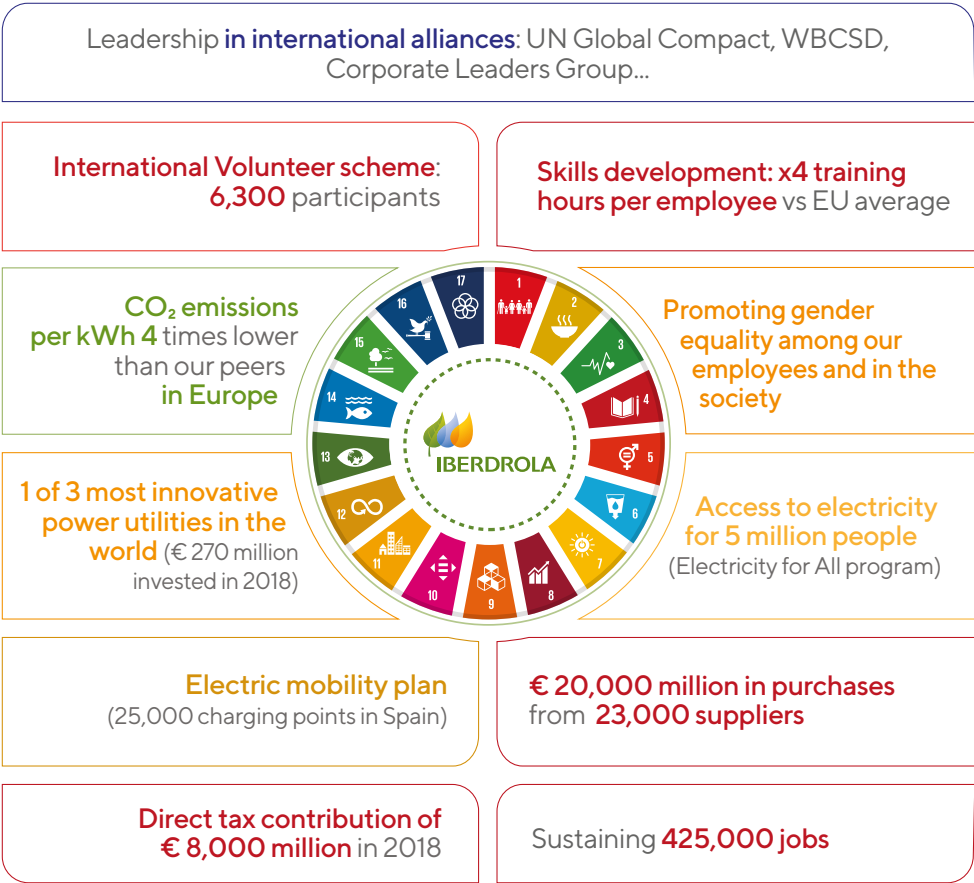 Leadership in international alliances: UN Global Compact, WBCSD,
Corporate Leaders Group...
International Volunteer scheme:
6,300 participants
Skills development: x4 training
hours per employee vs EU average
CO₂ emissions
per kWh 4 times lower
than our peers
in Europe
Promoting gender
equality among our
employees and in the
society
1 of 3 most innovative
power utilities in the
world (€ 270 million
invested in 2018)
Access to electricity
for 5 million people
(Electricity for All program)
1
2
3
4
5
6
7
8
9
10
11
12
13
14
15
16
17
IBERDROLA
Electric mobility plan
(25,000 charging points in Spain)
€ 20,000 million in purchases
from 23,000 suppliers
Direct tax contribution of
€ 8,000 million in 2018
Sustaining 425,000 jobs